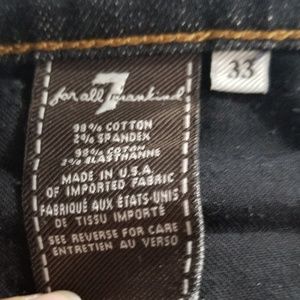 7
for all mankind
33
98% COTTON
2% SPANDEX
98% COTON
2% ELASTHANNE
MADE IN U.S.A.
OF IMPORTED FABRIC
FABRIQUÉ AUX ÉTATS-UNIS
DE TISSU IMPORTÉ
SEE REVERSE FOR CARE
ENTRETIEN AU VERSO